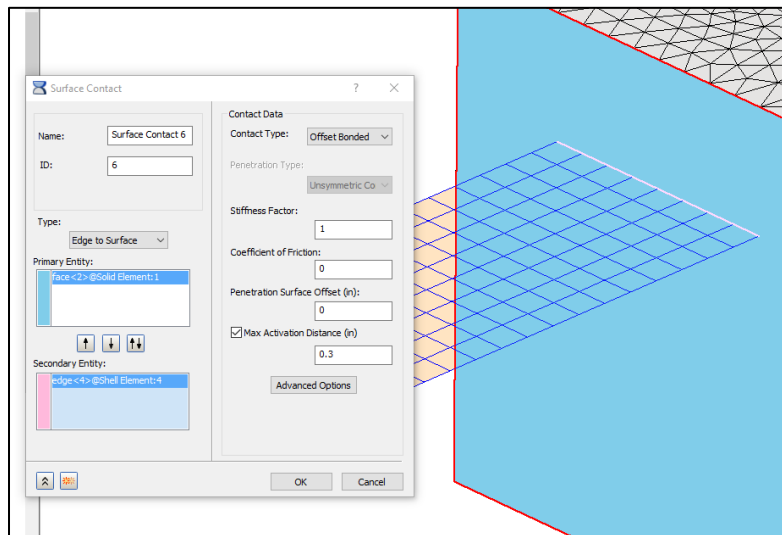 Surface Contact
?
Name:
Surface Contact 6
ID:
6
Type:
Edge to Surface
Primary Entity:
face<2>@Solid Element:1
Secondary Entity:
edge<4>@Shell Element:4
Contact Data
Contact Type:
Offset Bonded
Penetration Type:
Unsymmetric Co
Stiffness Factor:
1
Coefficient of Friction:
0
Penetration Surface Offset (in):
0
Max Activation Distance (in)
0.3
Advanced Options
OK
Cancel